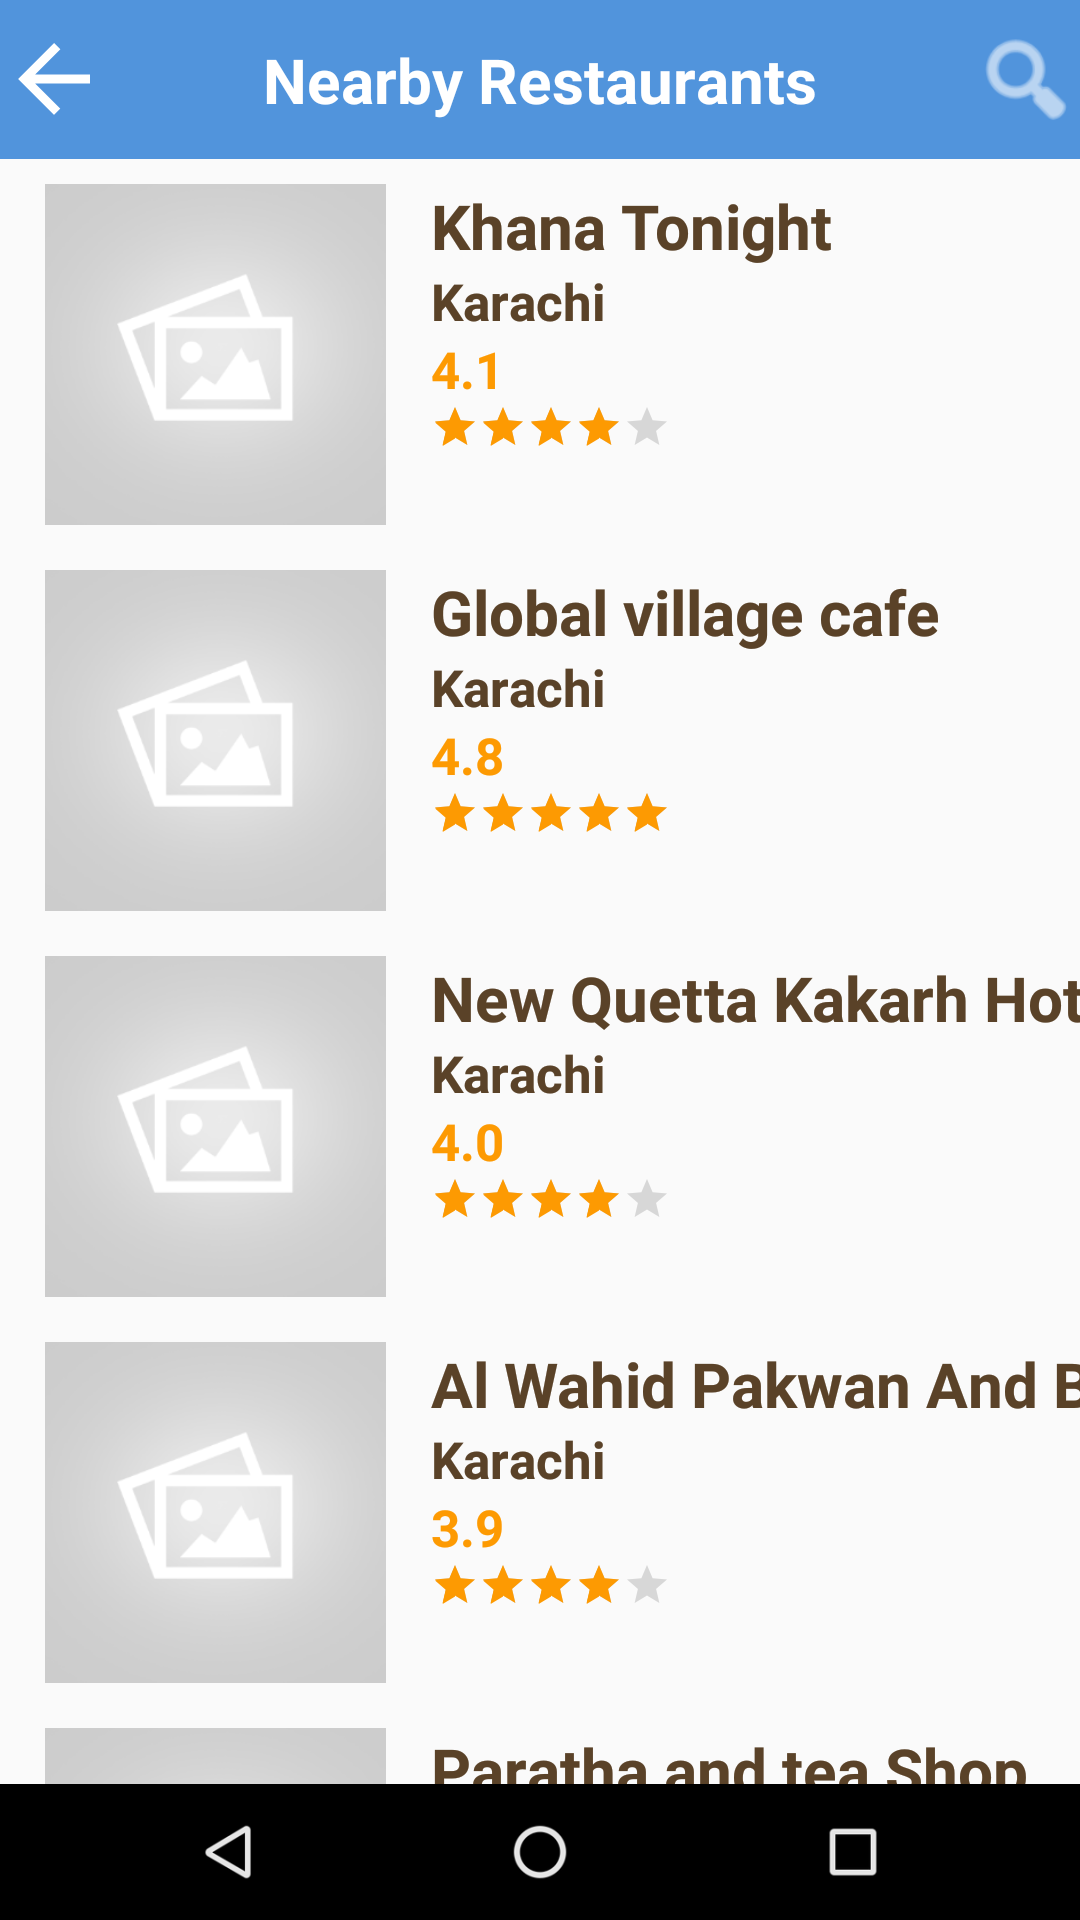 Nearby Restaurants
Khana Tonight
Karachi
4.1
Global village cafe
Karachi
4.8
New Quetta Kakarh Hot
Karachi
4.0
Al Wahid Pakwan And B
Karachi
3.9
Paratha and tea Shop